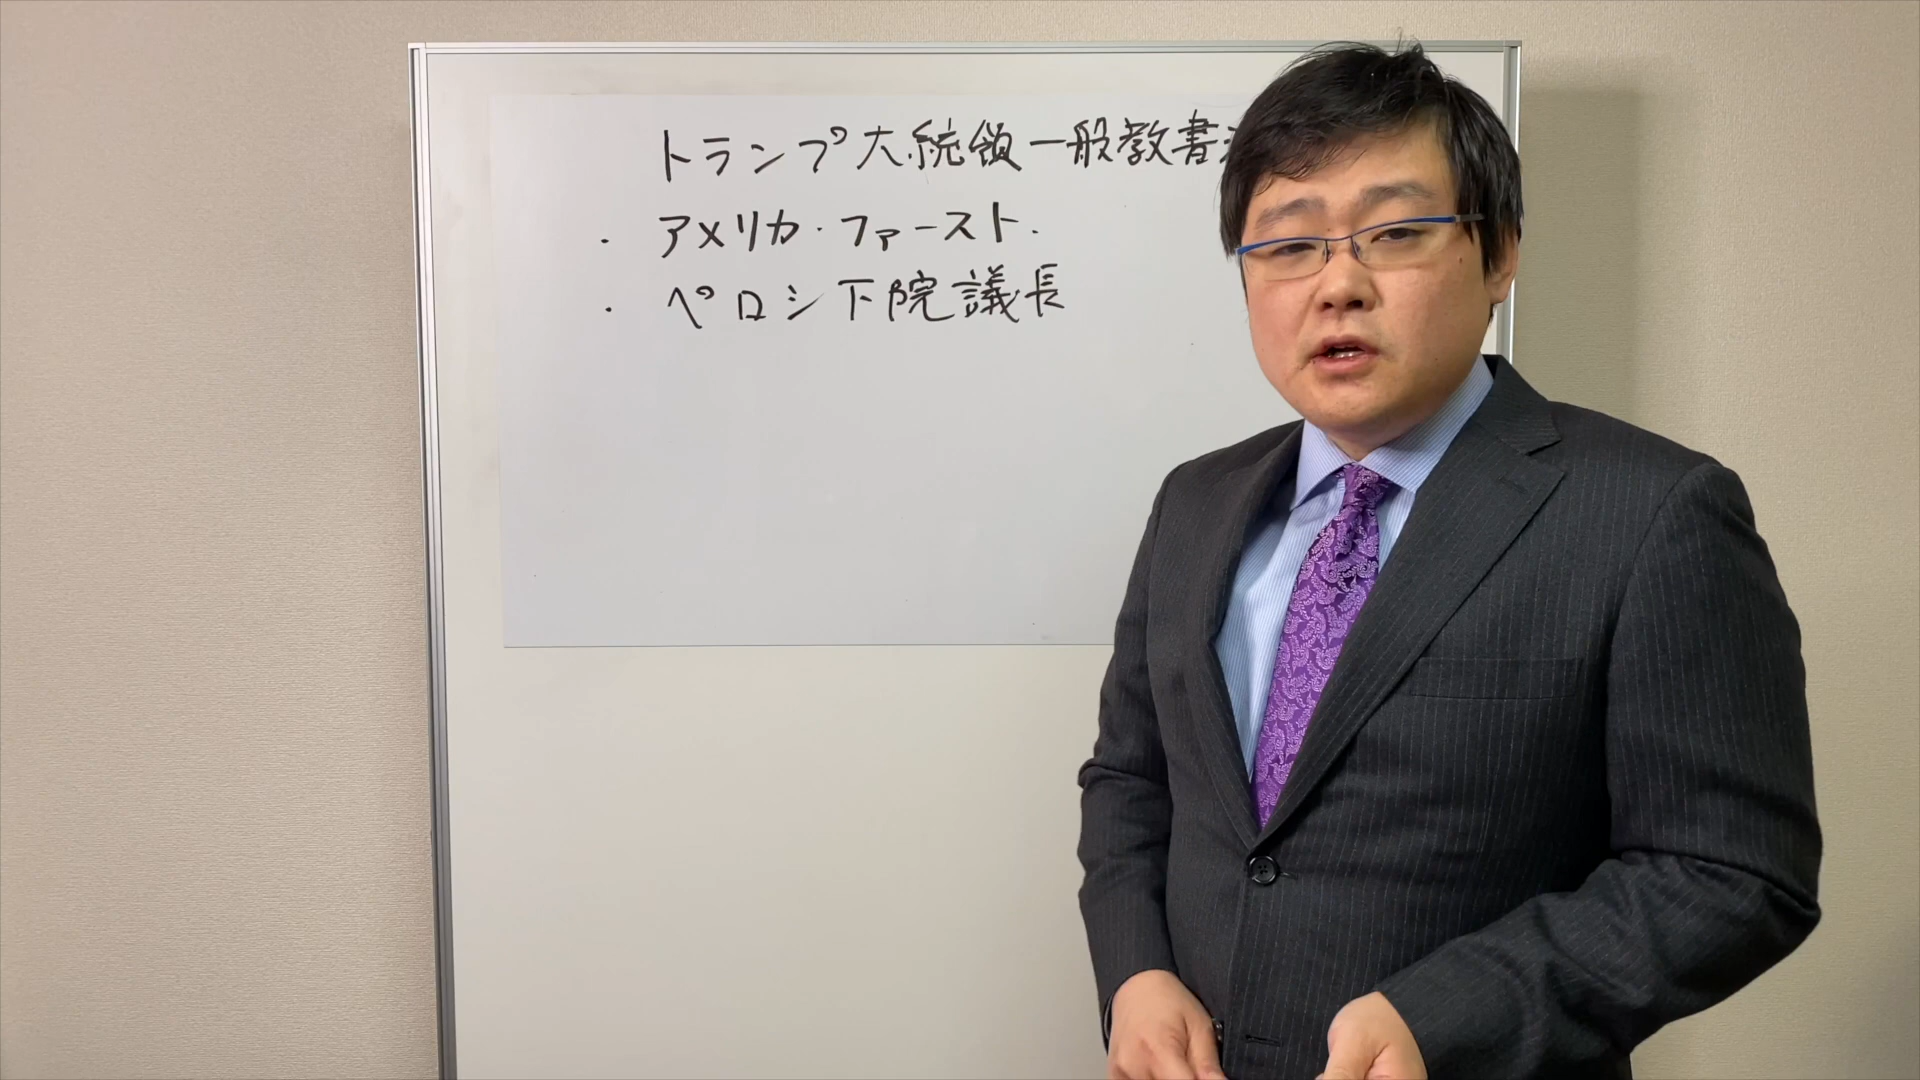 トランプ大統領一般教書
・アメリカ・ファースト.
・ペロシ下院議長